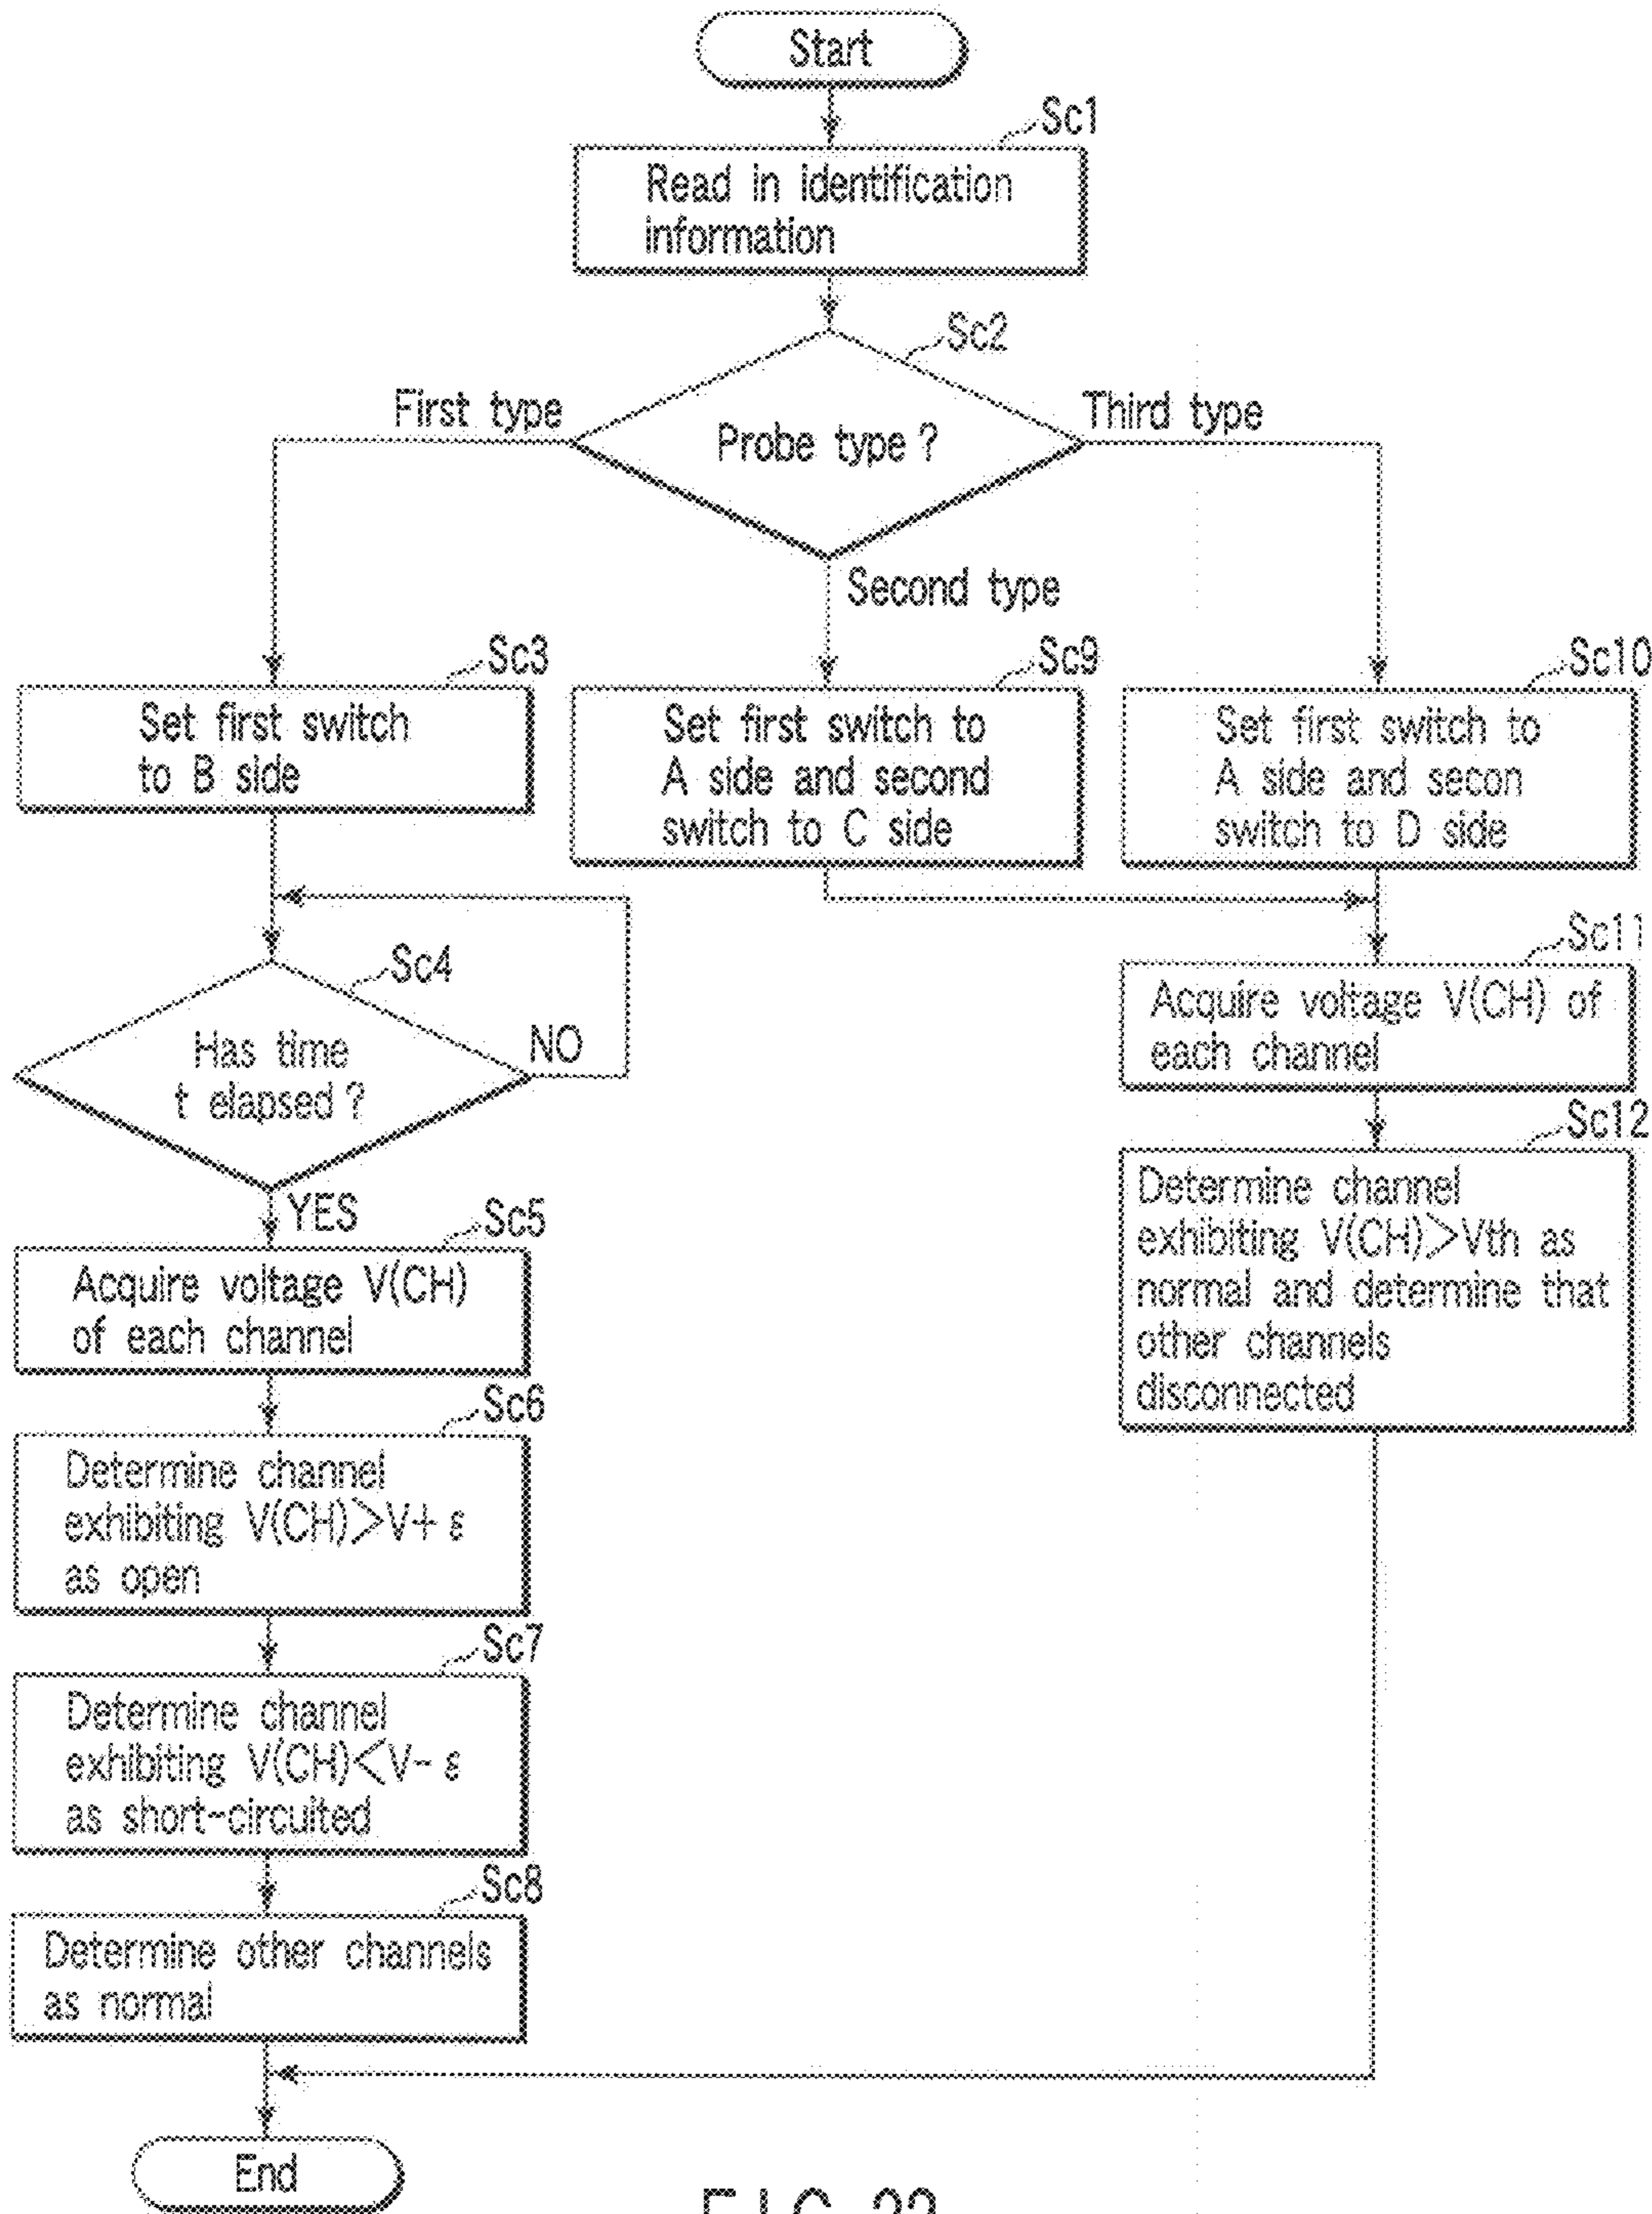 Start
Sc1
Read in identification
information
Sc2
First type
Probe type ?
Third type
Second type
Sc3
Set first switch
to B side
Sc9
Set first switch to
A side and second
switch to C side
Sc10
Set first switch to
A side and secon
switch to D side
Sc4
Has time
t elapsed ?
NO
YES
Sc11
Acquire voltage V(CH) of
each channel
Sc12
Determine channel
exhibiting V(CH)>Vth as
normal and determine that
other channels
disconnected
Sc5
Acquire voltage V(CH)
of each channel
Sc6
Determine channel
exhibiting V(CH)>V+ ε
as open
Sc7
Determine channel
exhibiting V(CH)<V- ε
as short-circuited
Sc8
Determine other channels
as normal
End